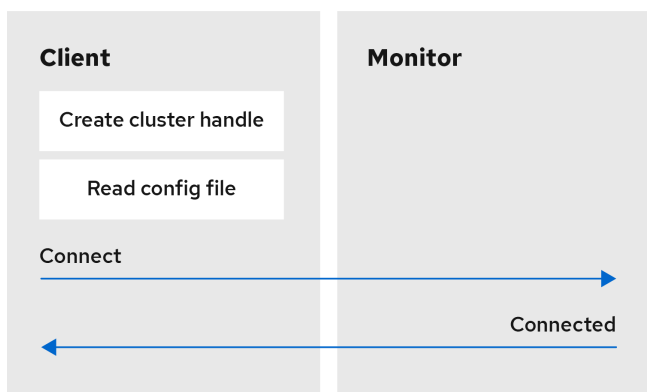 Client
Monitor
Create cluster handle
Read config file
Connect
Connected